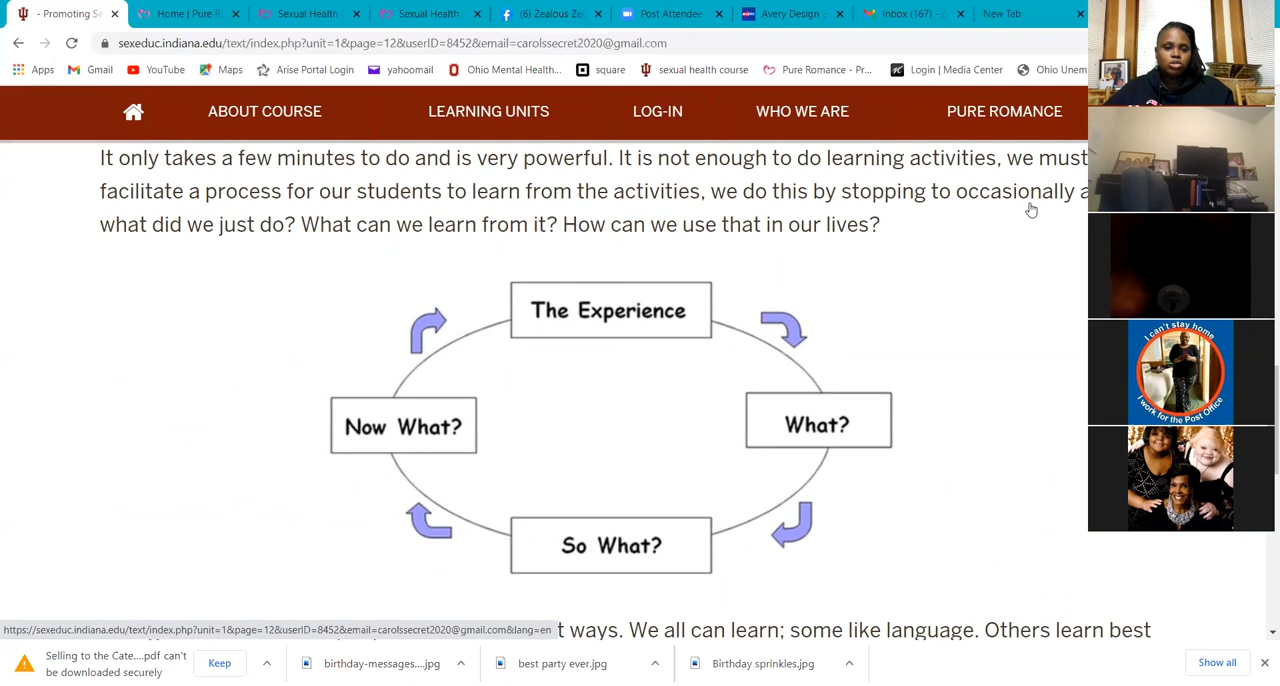 - Promoting Se
Home | Pure R
Sexual Health
Sexual Health
(6) Zealous Ze
Post Attendee
Avery Design
Inbox (167) -
New Tab
sexeduc.indiana.edu/text/index.php?unit=1&page=12&userID=8452&email=carolssecret2020@gmail.com
Apps
Gmail
YouTube
Maps
Arise Portal Login
yahoomail
Ohio Mental Health...
square
sexual health course
Pure Romance - Pr...
Login | Media Center
Ohio Unem
ABOUT COURSE
LEARNING UNITS
LOG-IN
WHO WE ARE
PURE ROMANCE
It only takes a few minutes to do and is very powerful. It is not enough to do learning activities, we must
facilitate a process for our students to learn from the activities, we do this by stopping to occasionally a
what did we just do? What can we learn from it? How can we use that in our lives?
The Experience
Now What?
What?
So What?
I can't stay home
I work for the Post Office
https://sexeduc.indiana.edu/text/index.php?unit=1&page=12&userID=8452&email=carolssecret2020@gmail.com&lang=en
t ways. We all can learn; some like language. Others learn best
Selling to the Cate....pdf can't
be downloaded securely
Keep
birthday-messages....jpg
best party ever.jpg
Birthday sprinkles.jpg
Show all